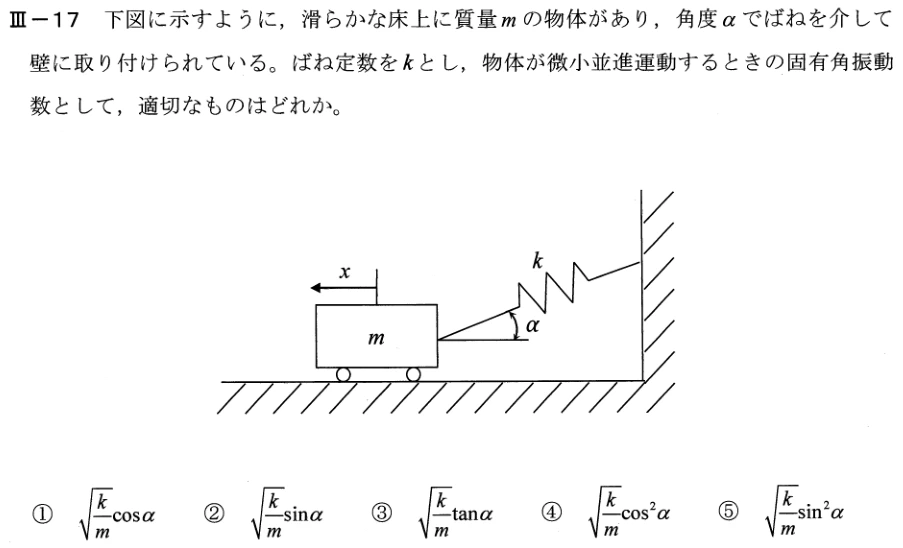 Ⅲ－17 下図に示すように，滑らかな床上に質量 m の物体があり，角度 α でばねを介して
壁に取り付けられている。ばね定数を k とし，物体が微小並進運動するときの固有角振動
数として，適切なものはどれか。
k
x
α
m
① √(k/m) cosα ② √(k/m) sinα ③ √(k/m) tanα ④ √(k/m) cos²α ⑤ √(k/m) sin²α